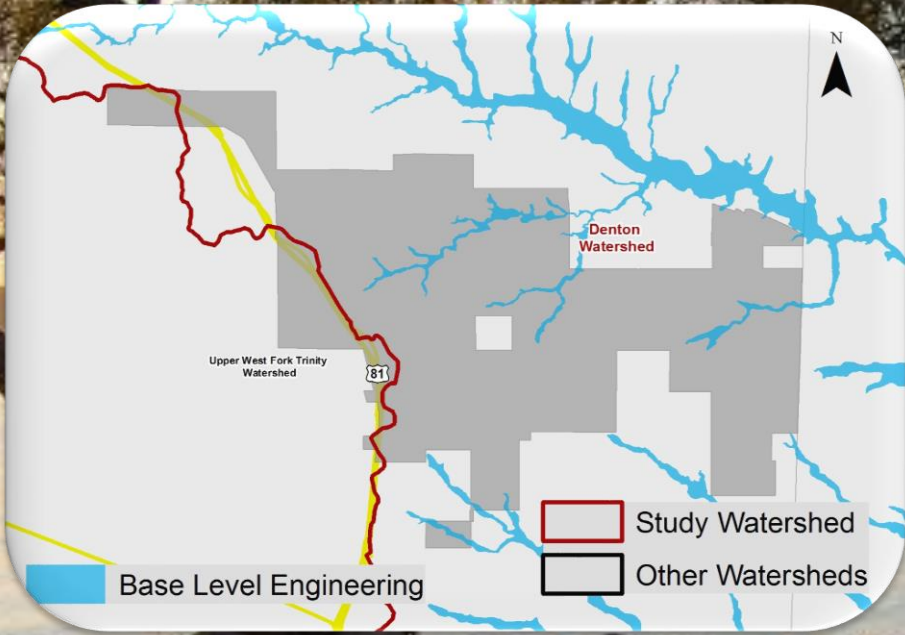 N
Denton
Watershed
Upper West Fork Trinity
Watershed
81
Study Watershed
Other Watersheds
Base Level Engineering